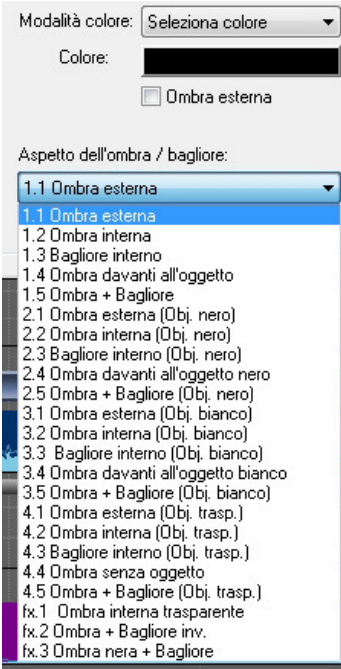 Modalità colore: Seleziona colore
Colore:
Ombra esterna
Aspetto dell'ombra / bagliore:
1.1 Ombra esterna
1.1 Ombra esterna
1.2 Ombra interna
1.3 Bagliore interno
1.4 Ombra davanti all'oggetto
1.5 Ombra + Bagliore
2.1 Ombra esterna (Obj. nero)
2.2 Ombra interna (Obj. nero)
2.3 Bagliore interno (Obj. nero)
2.4 Ombra davanti all'oggetto nero
2.5 Ombra + Bagliore (Obj. nero)
3.1 Ombra esterna (Obj. bianco)
3.2 Ombra interna (Obj. bianco)
3.3  Bagliore interno (Obj. bianco)
3.4 Ombra davanti all'oggetto bianco
3.5 Ombra + Bagliore (Obj. bianco)
4.1 Ombra esterna (Obj. trasp.)
4.2 Ombra interna (Obj. trasp.)
4.3 Bagliore interno (Obj. trasp.)
4.4 Ombra senza oggetto
4.5 Ombra + Bagliore (Obj. trasp.)
fx.1  Ombra interna trasparente
fx.2 Ombra + Bagliore inv.
fx.3 Ombra nera + Bagliore